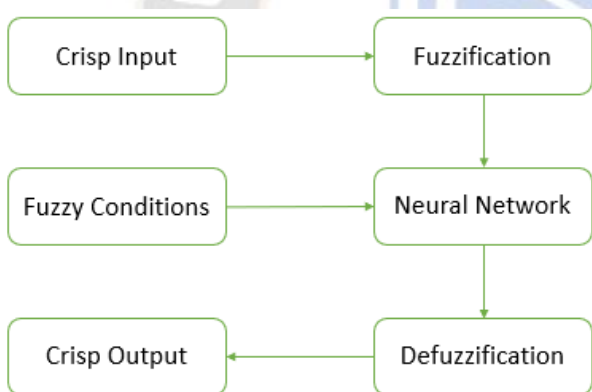 Crisp Input
Fuzzification
Fuzzy Conditions
Neural Network
Crisp Output
Defuzzification